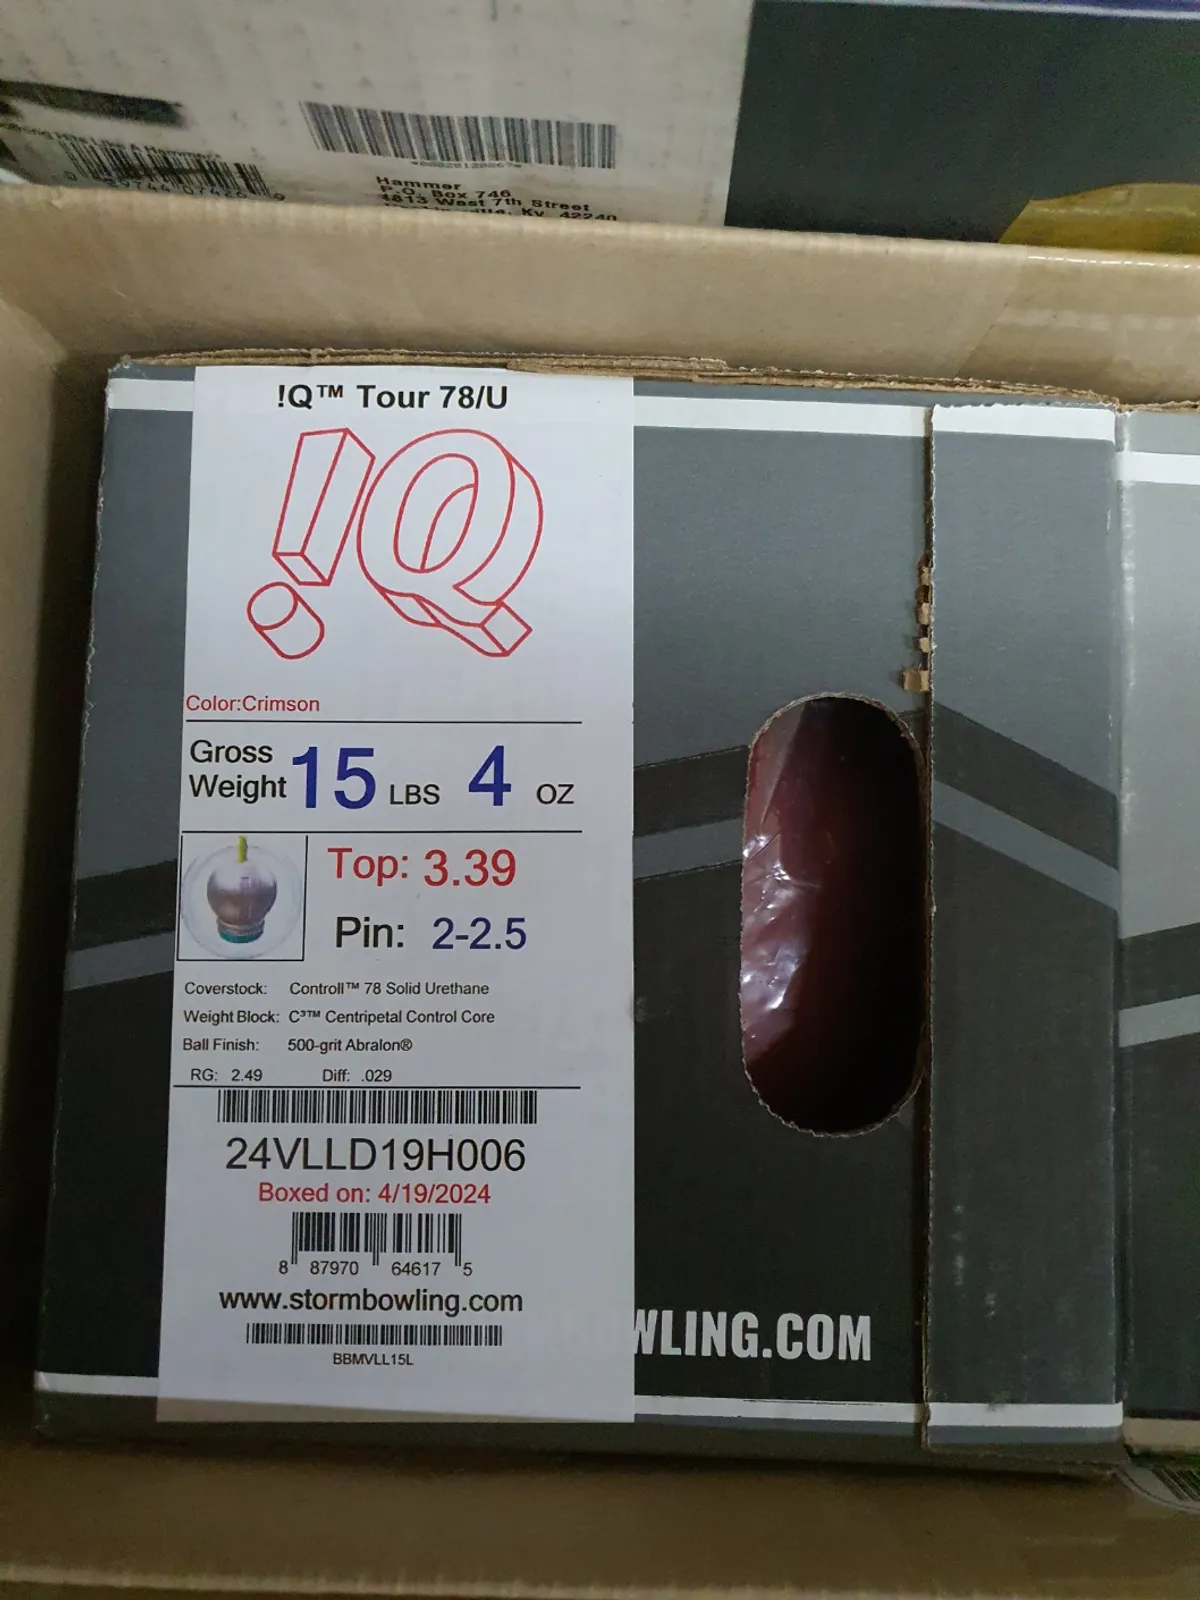 Hammer
P.O. Box 746
4813 West 7th Street
Ky. 42240
!Q™ Tour 78/U
!Q
Color:Crimson
Gross Weight 15 LBS 4 OZ
Top: 3.39
Pin: 2-2.5
Coverstock: Controll™ 78 Solid Urethane
Weight Block: C³™ Centripetal Control Core
Ball Finish: 500-grit Abralon®
RG: 2.49 Diff: .029
24VLLD19H006
Boxed on: 4/19/2024
8 87970 64617 5
www.stormbowling.com
WLING.COM
BBMVLL15L